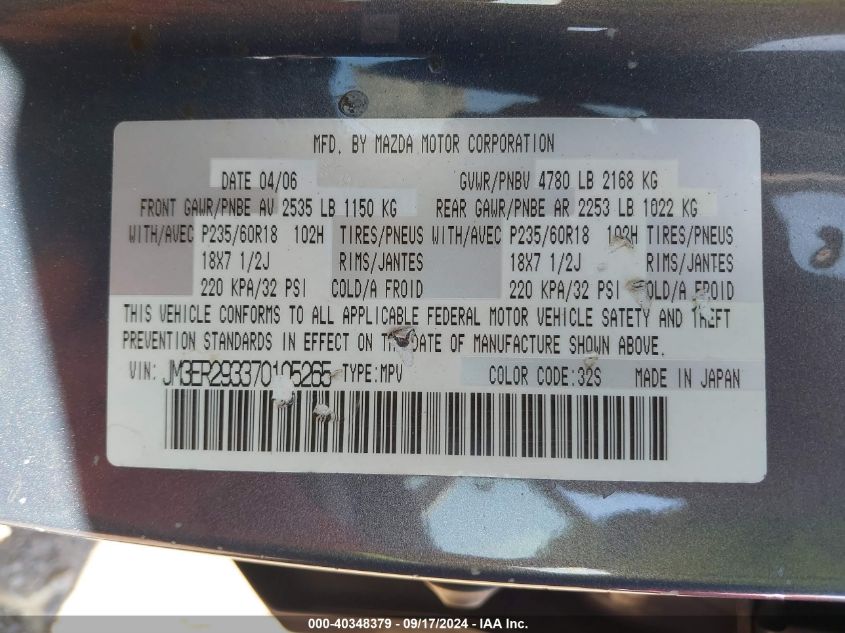 MFD. BY MAZDA MOTOR CORPORATION
DATE 04/06 GVWR/PNBV 4780 LB 2168 KG
FRONT GAWR/PNBE AV 2535 LB 1150 KG REAR GAWR/PNBE AR 2253 LB 1022 KG
WITH/AVEC P235/60R18 102H TIRES/PNEUS WITH/AVEC P235/60R18 102H TIRES/PNEUS
18X7 1/2J RIMS/JANTES 18X7 1/2J RIMS/JANTES
220 KPA/32 PSI COLD/A FROID 220 KPA/32 PSI COLD/A FROID
THIS VEHICLE CONFORMS TO ALL APPLICABLE FEDERAL MOTOR VEHICLE SAFETY AND THEFT
PREVENTION STANDARDS IN EFFECT ON THE DATE OF MANUFACTURE SHOWN ABOVE.
VIN: JM3ER293370105265 TYPE:MPV COLOR CODE:32S MADE IN JAPAN
000-40348379 - 09/17/2024 - IAA Inc.